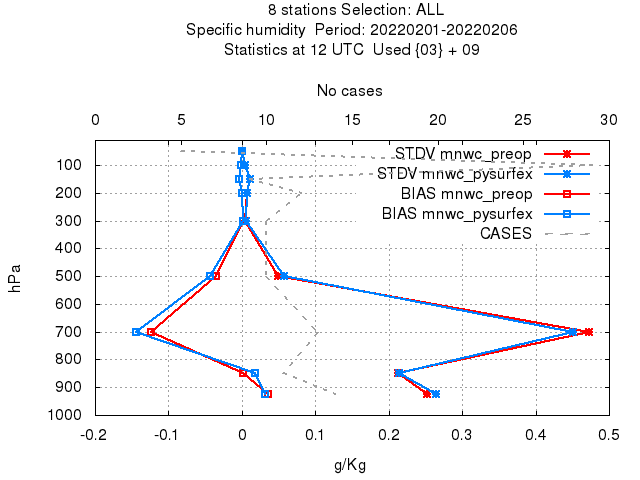 8 stations Selection: ALL
Specific humidity  Period: 20220201-20220206
Statistics at 12 UTC  Used {03} + 09
No cases
0 5 10 15 20 25 30
STDV mnwc_preop
STDV mnwc_pysurfex
BIAS mnwc_preop
BIAS mnwc_pysurfex
CASES
hPa
100
200
300
400
500
600
700
800
900
1000
-0.2 -0.1 0 0.1 0.2 0.3 0.4 0.5
g/Kg